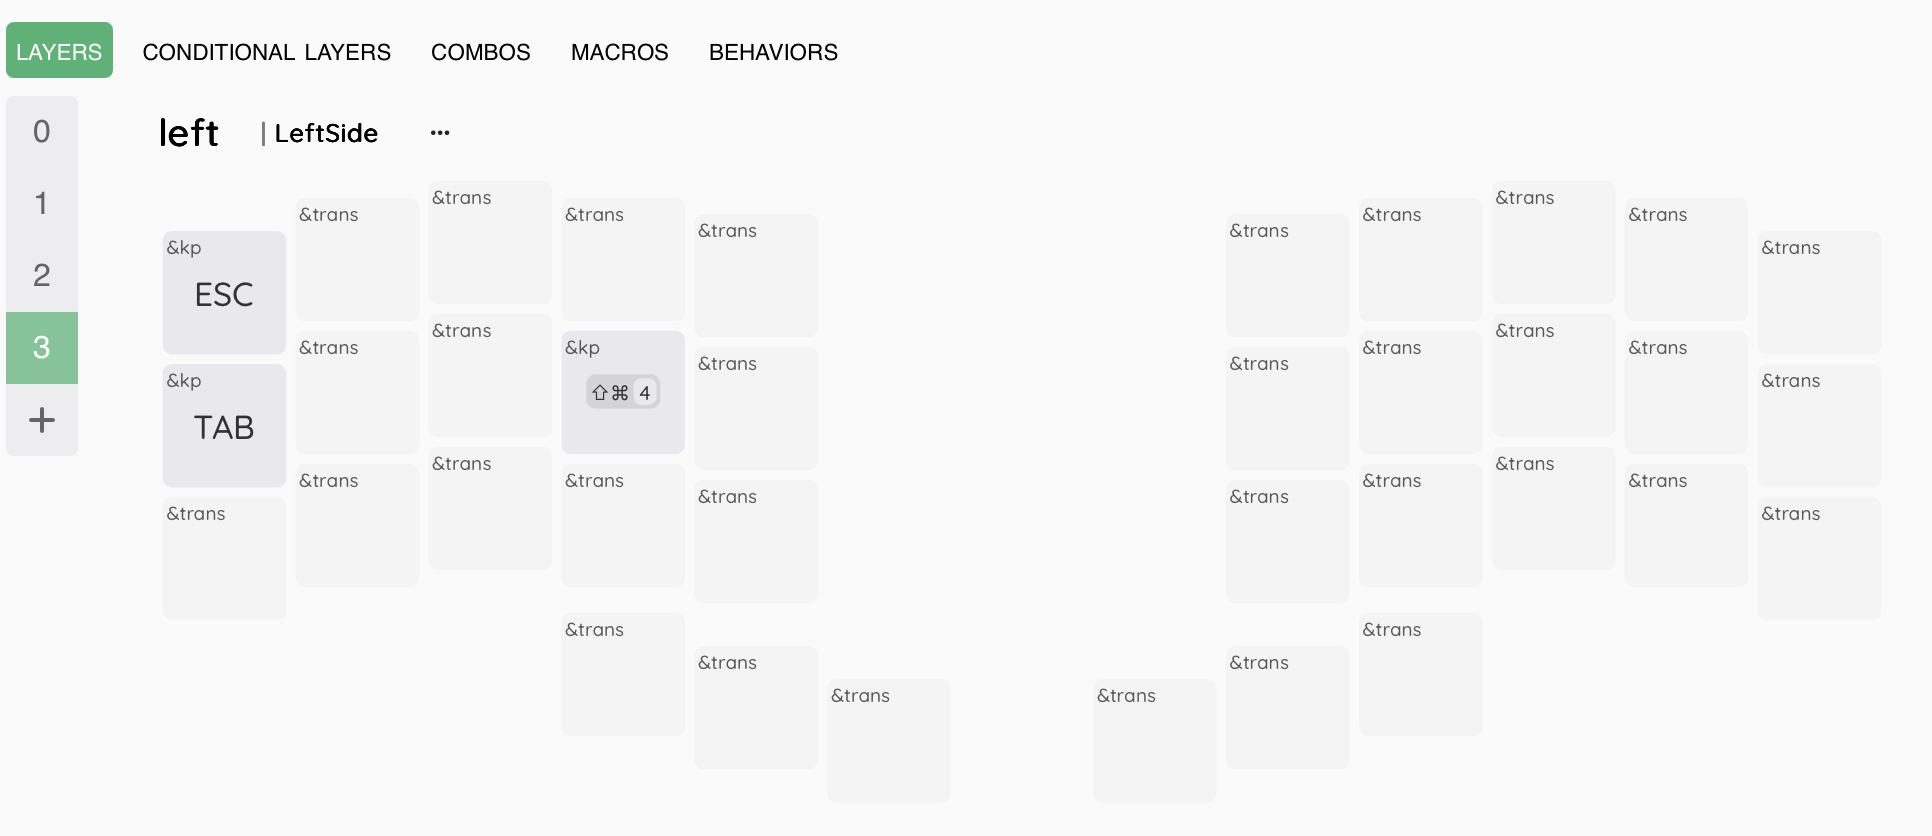 LAYERS CONDITIONAL LAYERS COMBOS MACROS BEHAVIORS
0
1
2
3
+
left | LeftSide ...
&trans &trans
&trans &trans &trans &trans
&trans &trans
&kp &trans
ESC
&trans &trans
&trans &kp &trans &trans
⇧⌘ 4
&trans &trans
&kp &trans
TAB
&trans &trans
&trans &trans &trans &trans
&trans &trans
&trans &trans
&trans &trans
&trans &trans
&trans &trans